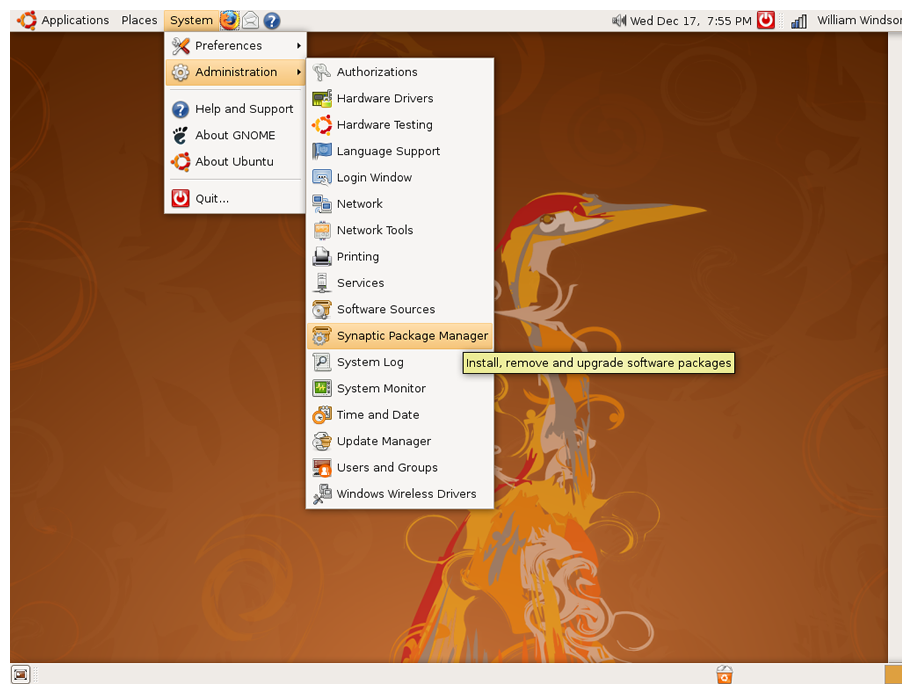 Applications Places System Wed Dec 17, 7:55 PM William Windsor
Preferences
Administration
Help and Support
About GNOME
About Ubuntu
Quit...
Authorizations
Hardware Drivers
Hardware Testing
Language Support
Login Window
Network
Network Tools
Printing
Services
Software Sources
Synaptic Package Manager
Install, remove and upgrade software packages
System Log
System Monitor
Time and Date
Update Manager
Users and Groups
Windows Wireless Drivers